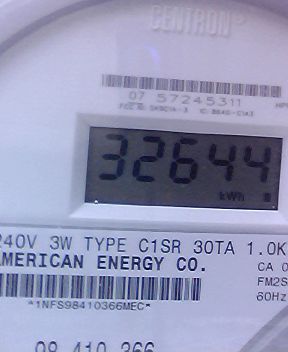 CENTRON®
07 57245311
32644
kWh
240V 3W TYPE C1SR 30TA 1.0K
AMERICAN ENERGY CO. CA 0
FM2S
60Hz
*1NFS98410366MEC*
98 410 366